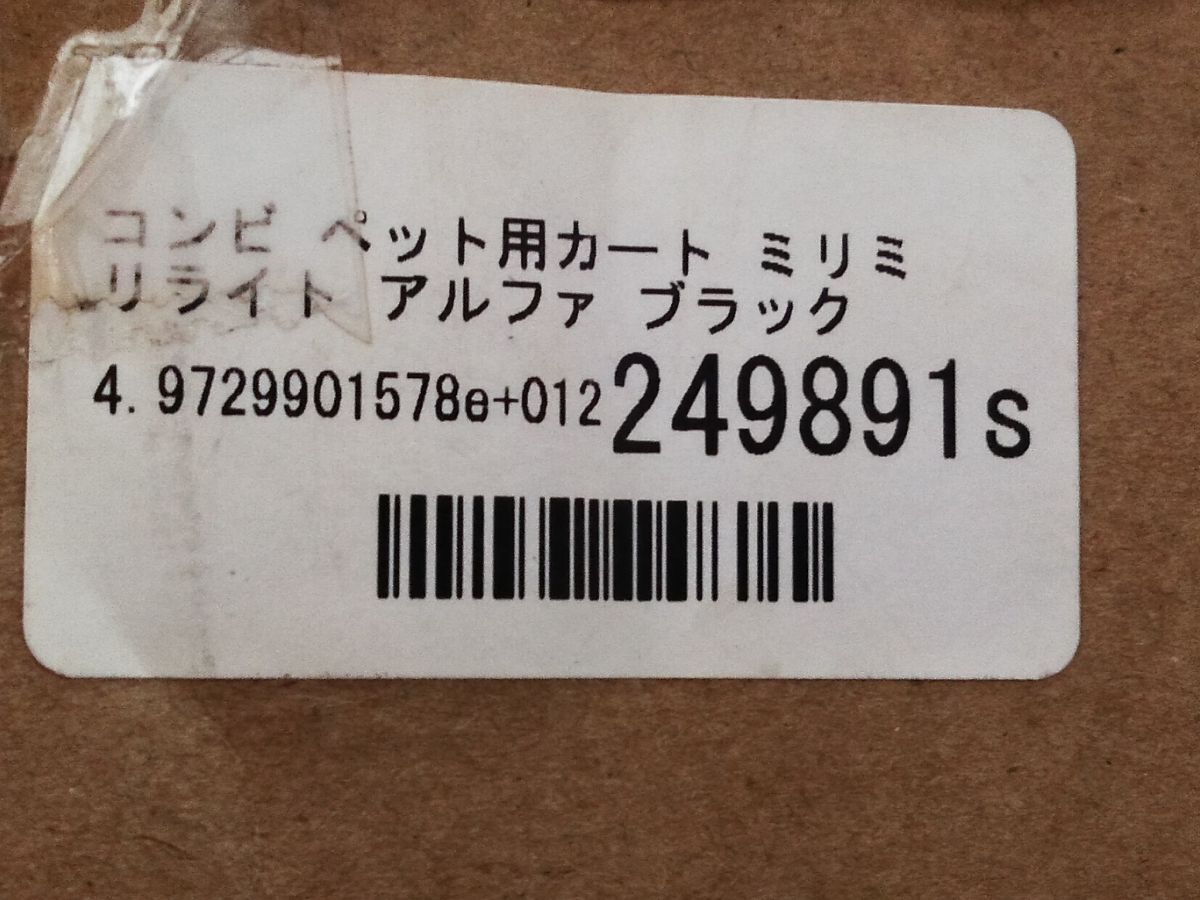 コンビ ペット用カート ミリミ
リライト アルファ ブラック
4.9729901578e+012 249891s